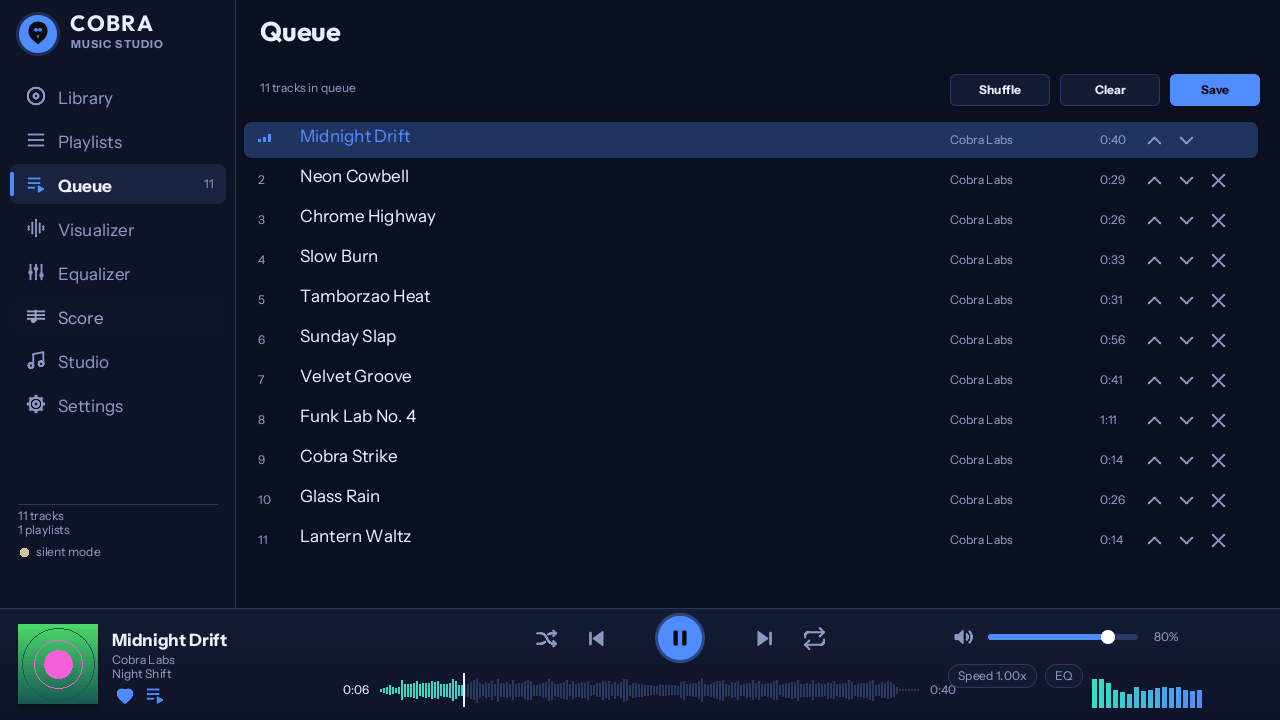 COBRA
MUSIC STUDIO
Library
Playlists
Queue 11
Visualizer
Equalizer
Score
Studio
Settings
11 tracks
1 playlists
silent mode
Queue
11 tracks in queue
Shuffle Clear Save
Midnight Drift Cobra Labs 0:40
2 Neon Cowbell Cobra Labs 0:29
3 Chrome Highway Cobra Labs 0:26
4 Slow Burn Cobra Labs 0:33
5 Tamborzao Heat Cobra Labs 0:31
6 Sunday Slap Cobra Labs 0:56
7 Velvet Groove Cobra Labs 0:41
8 Funk Lab No. 4 Cobra Labs 1:11
9 Cobra Strike Cobra Labs 0:14
10 Glass Rain Cobra Labs 0:26
11 Lantern Waltz Cobra Labs 0:14
Midnight Drift
Cobra Labs
Night Shift
0:06 0:40
80%
Speed 1.00x EQ